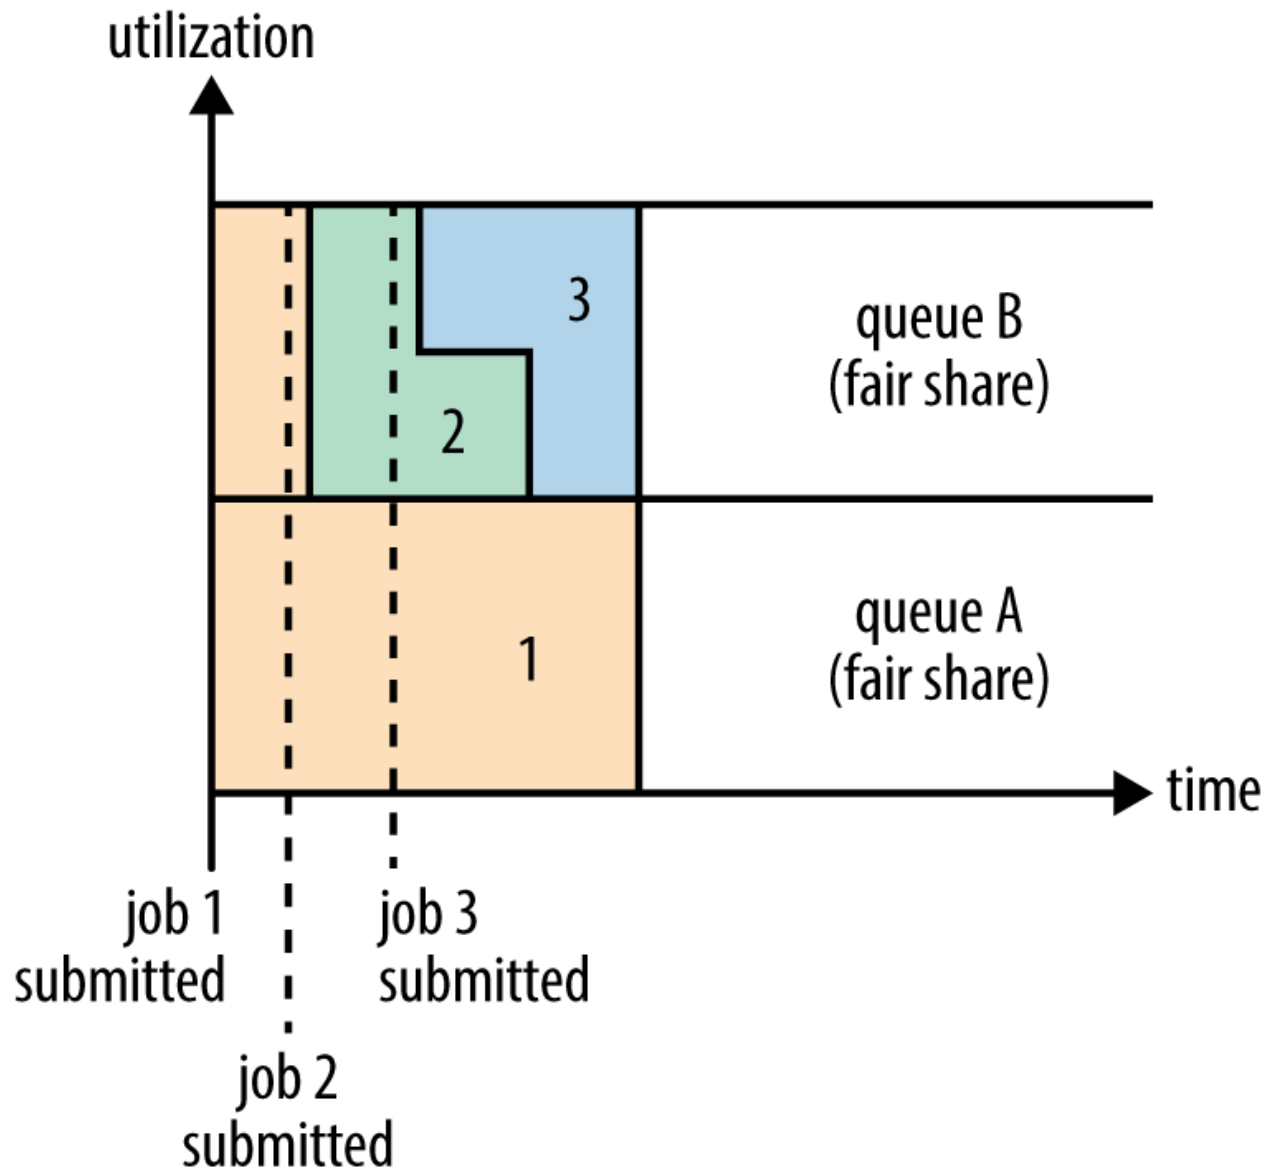 utilization
3
queue B
(fair share)
2
queue A
(fair share)
1
time
job 1
submitted
job 3
submitted
job 2
submitted